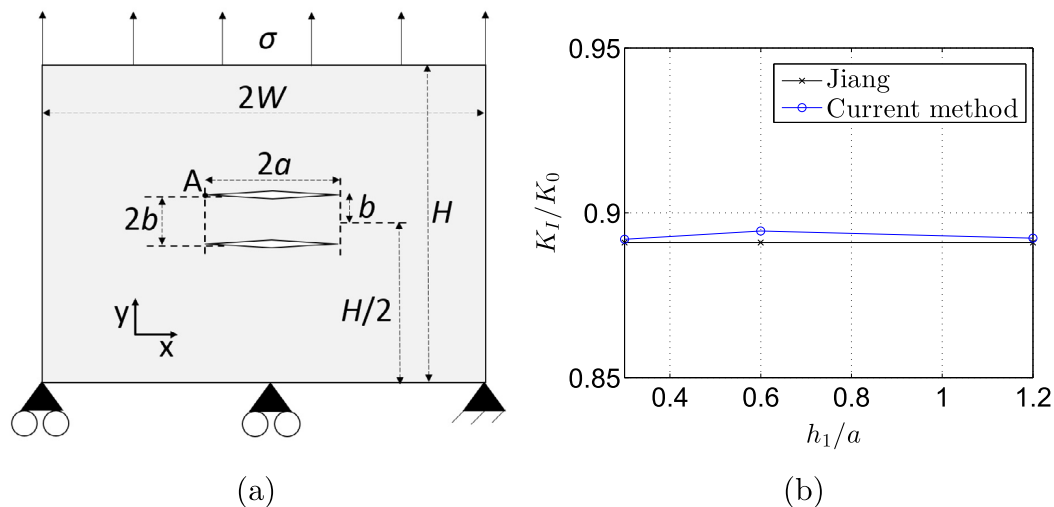 σ
2W
A
2a
2b
b
H
H/2
y
x
(a)
0.95
0.9
0.85
K_I/K_0
Jiang
Current method
0.4 0.6 0.8 1 1.2
h_1/a
(b)